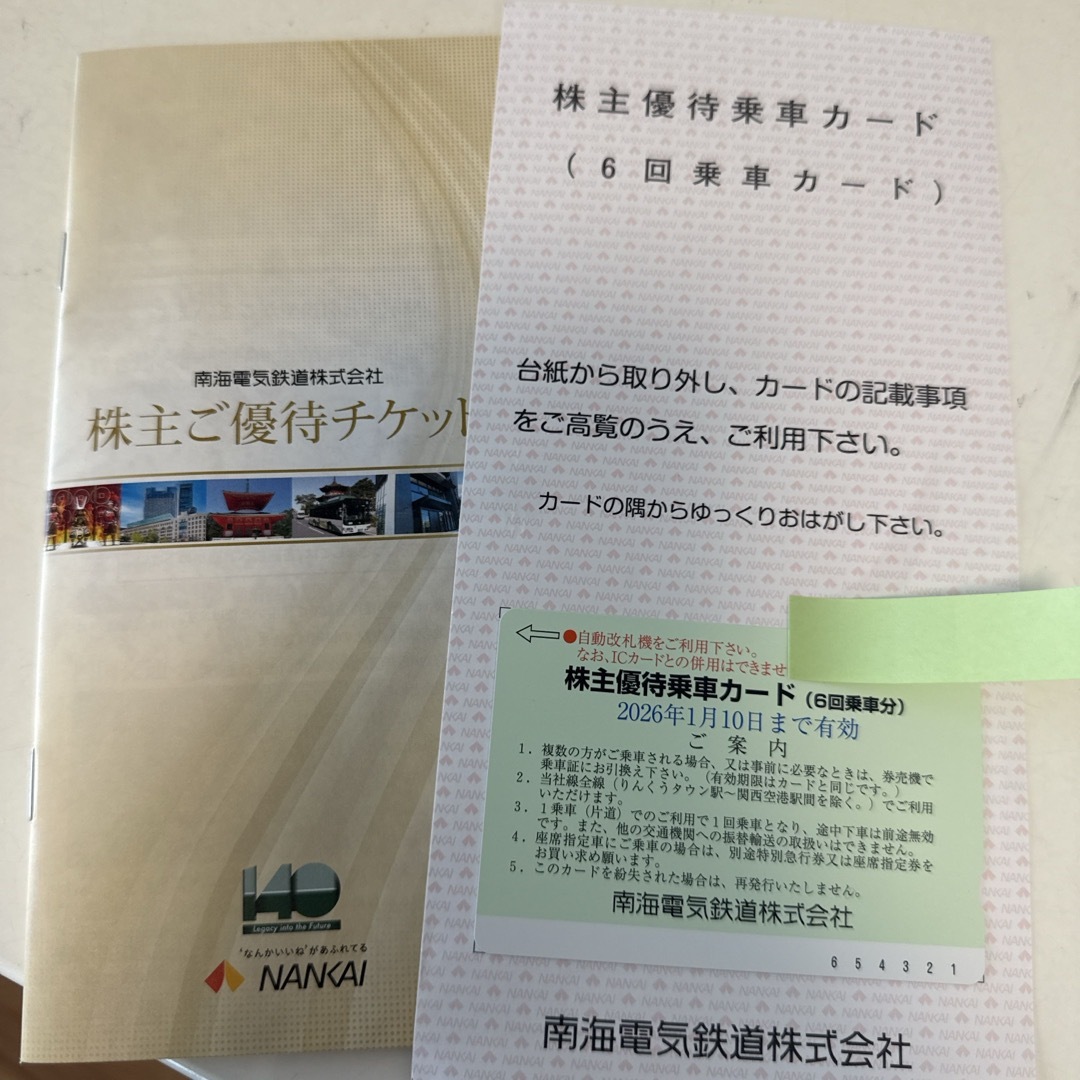 南海電気鉄道株式会社
株主ご優待チケット
140
Legacy into the Future
'なんかいいね'があふれてる
NANKAI
株主優待乗車カード
(6回乗車カード)
台紙から取り外し、カードの記載事項
をご高覧のうえ、ご利用下さい。
カードの隅からゆっくりおはがし下さい。
●自動改札機をご利用下さい。
なお、ICカードとの併用はできませ
株主優待乗車カード(6回乗車分)
2026年1月10日まで有効
ご案内
1.複数の方がご乗車される場合、又は事前に必要なときは、券売機で
乗車証にお引換え下さい。(有効期限はカードと同じです。)
2.当社線全線(りんくうタウン駅~関西空港駅間を除く。)でご利用
いただけます。
3.1乗車(片道)でのご利用で1回乗車となり、途中下車は前途無効
です。また、他の交通機関への振替輸送の取扱いはできません。
4.座席指定車にご乗車の場合は、別途特別急行券又は座席指定券を
お買い求め願います。
5.このカードを紛失された場合は、再発行いたしません。
南海電気鉄道株式会社
6 5 4 3 2 1
南海電気鉄道株式会社